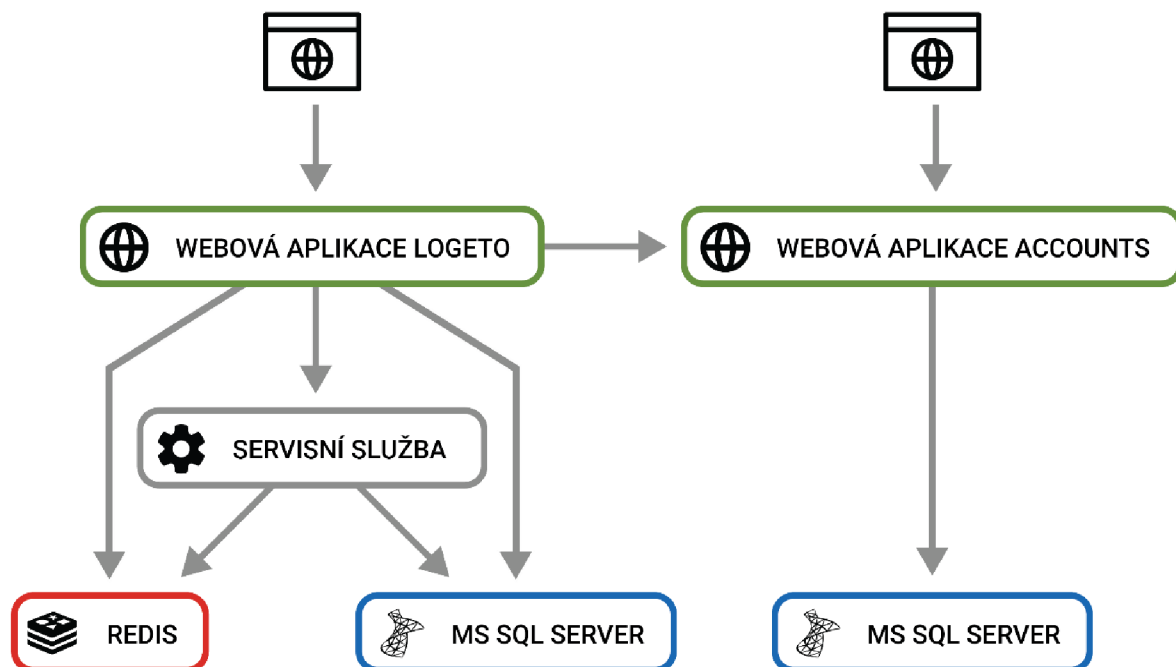 WEBOVÁ APLIKACE LOGETO
WEBOVÁ APLIKACE ACCOUNTS
SERVISNÍ SLUŽBA
REDIS
MS SQL SERVER
MS SQL SERVER